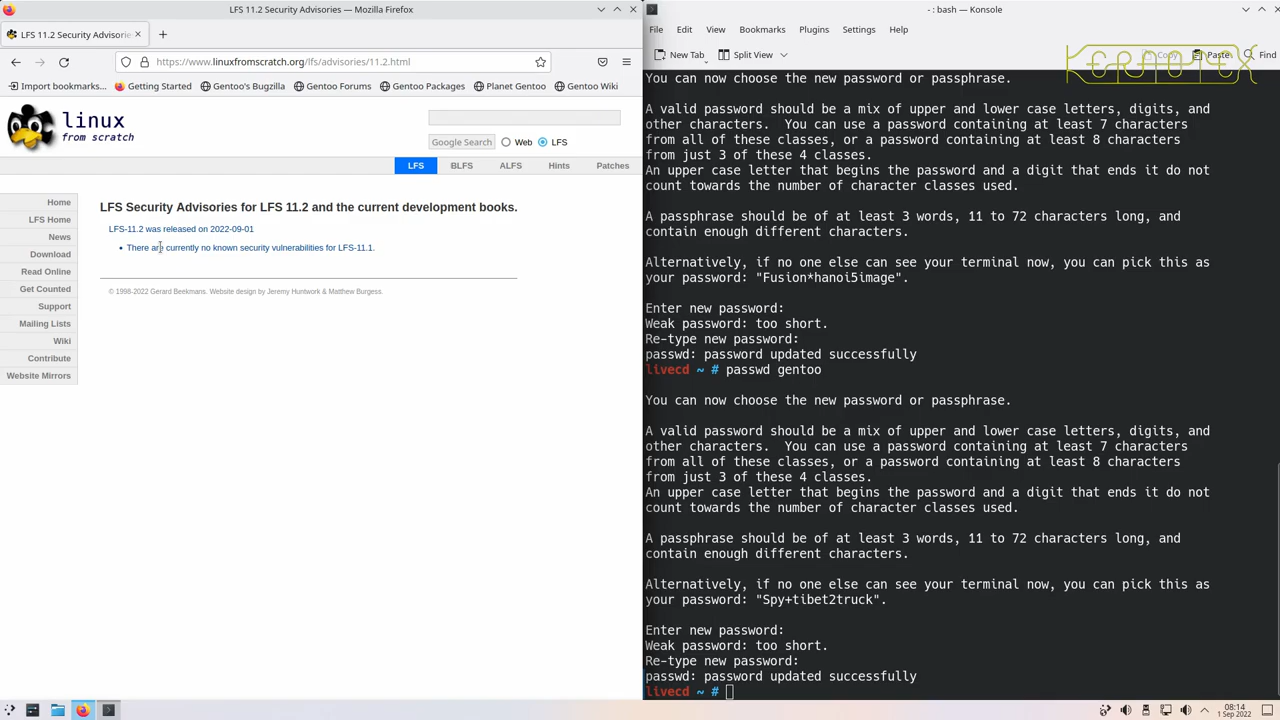 LFS 11.2 Security Advisories — Mozilla Firefox
LFS 11.2 Security Advisorie
https://www.linuxfromscratch.org/lfs/advisories/11.2.html
Import bookmarks...
Getting Started
Gentoo's Bugzilla
Gentoo Forums
Gentoo Packages
Planet Gentoo
Gentoo Wiki
linux
from scratch
Google Search
Web
LFS
LFS
BLFS
ALFS
Hints
Patches
Home
LFS Home
News
Download
Read Online
Get Counted
Support
Mailing Lists
Wiki
Contribute
Website Mirrors
LFS Security Advisories for LFS 11.2 and the current development books.
LFS-11.2 was released on 2022-09-01
• There are currently no known security vulnerabilities for LFS-11.1.
© 1998-2022 Gerard Beekmans. Website design by Jeremy Huntwork & Matthew Burgess.
- : bash — Konsole
File
Edit
View
Bookmarks
Plugins
Settings
Help
New Tab
Split View
Copy
Paste
Find
KERNOTEX
You can now choose the new password or passphrase.
A valid password should be a mix of upper and lower case letters, digits, and
other characters.  You can use a password containing at least 7 characters
from all of these classes, or a password containing at least 8 characters
from just 3 of these 4 classes.
An upper case letter that begins the password and a digit that ends it do not
count towards the number of character classes used.
A passphrase should be of at least 3 words, 11 to 72 characters long, and
contain enough different characters.
Alternatively, if no one else can see your terminal now, you can pick this as
your password: "Fusion*hanoi5image".
Enter new password:
Weak password: too short.
Re-type new password:
passwd: password updated successfully
livecd ~ # passwd gentoo
You can now choose the new password or passphrase.
A valid password should be a mix of upper and lower case letters, digits, and
other characters.  You can use a password containing at least 7 characters
from all of these classes, or a password containing at least 8 characters
from just 3 of these 4 classes.
An upper case letter that begins the password and a digit that ends it do not
count towards the number of character classes used.
A passphrase should be of at least 3 words, 11 to 72 characters long, and
contain enough different characters.
Alternatively, if no one else can see your terminal now, you can pick this as
your password: "Spy+tibet2truck".
Enter new password:
Weak password: too short.
Re-type new password:
passwd: password updated successfully
livecd ~ #
08:14
1 Sep 2022